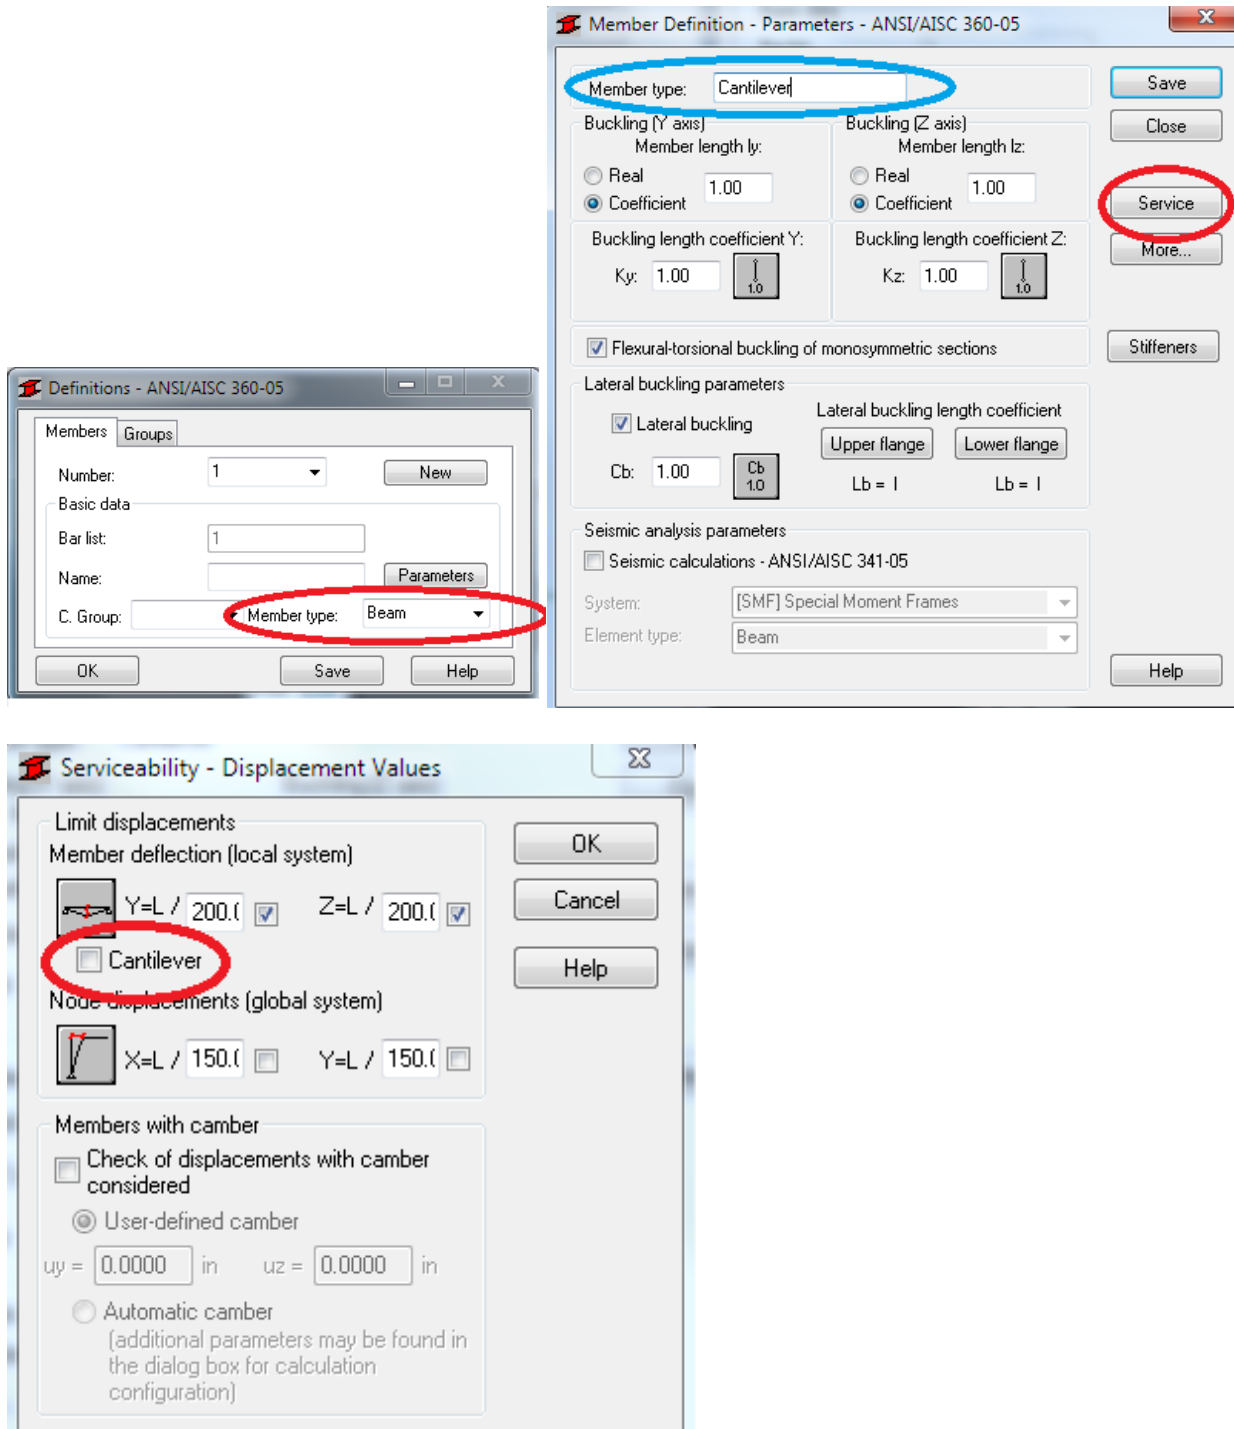 Member Definition - Parameters - ANSI/AISC 360-05
Member type: Cantilever
Save
Buckling (Y axis) Buckling (Z axis)
Close
Member length ly: Member length lz:
Real 1.00 Real 1.00
Coefficient Coefficient
Service
Buckling length coefficient Y: Buckling length coefficient Z:
More...
Ky: 1.00 1.0 Kz: 1.00 1.0
Flexural-torsional buckling of monosymmetric sections
Stiffeners
Lateral buckling parameters
Lateral buckling Lateral buckling length coefficient
Upper flange Lower flange
Cb: 1.00 Cb 1.0 Lb = l Lb = l
Seismic analysis parameters
Seismic calculations - ANSI/AISC 341-05
System: [SMF] Special Moment Frames
Element type: Beam
Help
Definitions - ANSI/AISC 360-05
Members Groups
Number: 1 New
Basic data
Bar list: 1
Name: Parameters
C. Group: Member type: Beam
OK Save Help
Serviceability - Displacement Values
Limit displacements
OK
Member deflection (local system)
Y=L / 200.( Z=L / 200.(
Cancel
Cantilever
Help
Node displacements (global system)
X=L / 150.( Y=L / 150.(
Members with camber
Check of displacements with camber
considered
User-defined camber
uy = 0.0000 in uz = 0.0000 in
Automatic camber
(additional parameters may be found in
the dialog box for calculation
configuration)